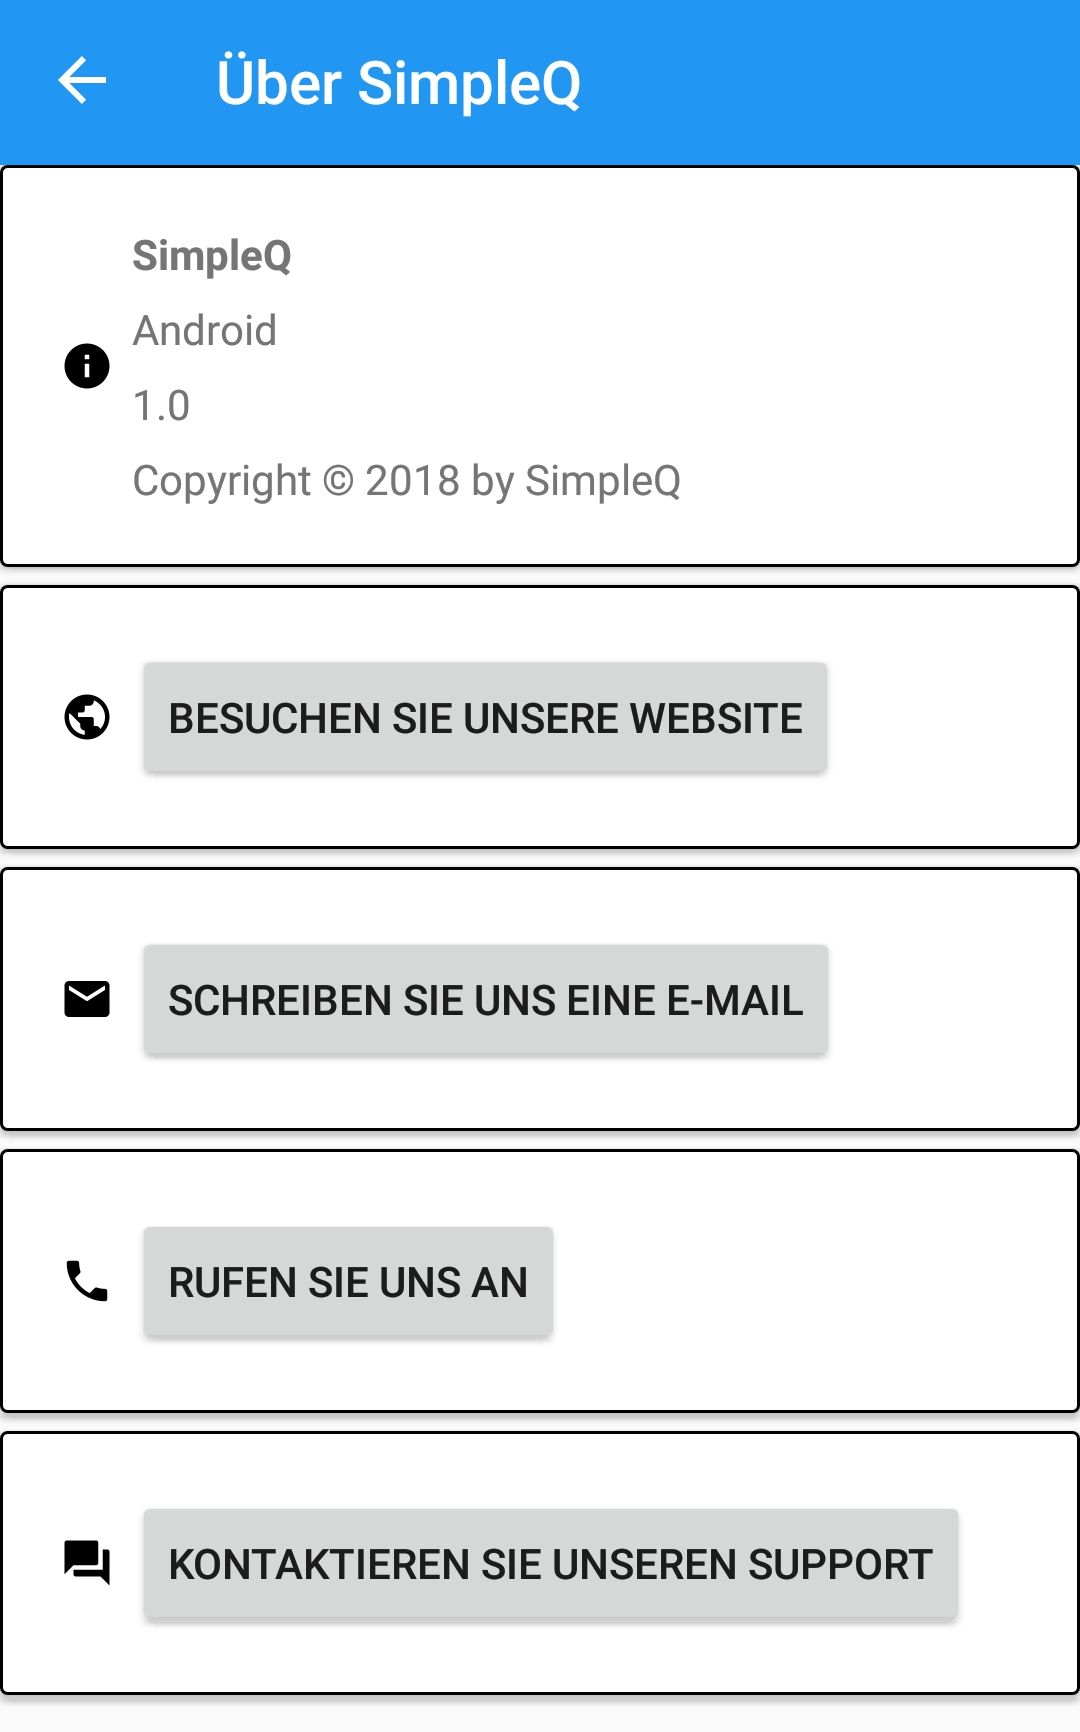 Über SimpleQ
SimpleQ
Android
1.0
Copyright © 2018 by SimpleQ
BESUCHEN SIE UNSERE WEBSITE
SCHREIBEN SIE UNS EINE E-MAIL
RUFEN SIE UNS AN
KONTAKTIEREN SIE UNSEREN SUPPORT